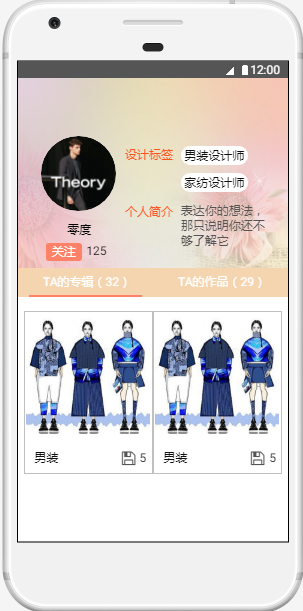 12:00
Theory
设计标签 男装设计师
家纺设计师
个人简介 表达你的想法，
那只说明你还不
够了解它
零度
关注 125
TA的专辑（32） TA的作品（29）
男装 5 男装 5